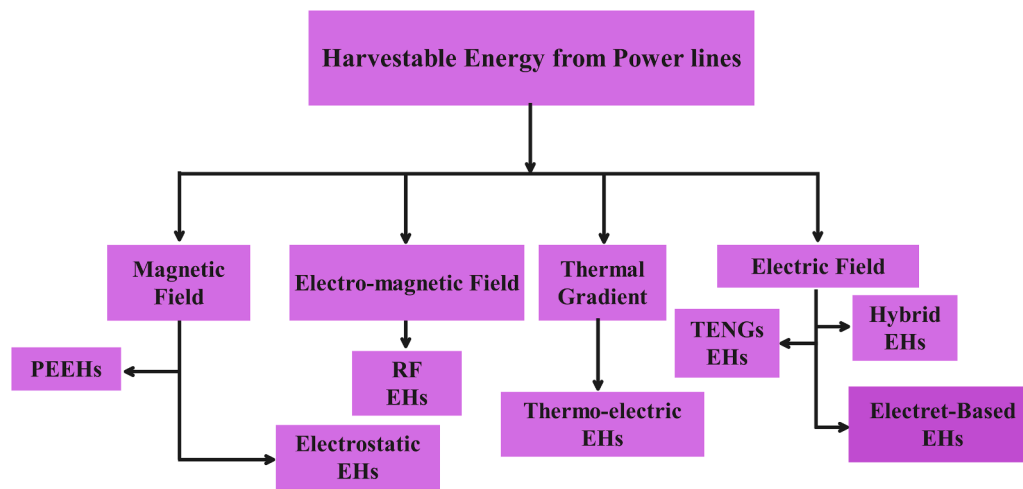 Harvestable Energy from Power lines
Magnetic
Field
Electro-magnetic Field
Thermal
Gradient
Electric Field
PEEHs
Electrostatic
EHs
RF
EHs
Thermo-electric
EHs
TENGs
EHs
Hybrid
EHs
Electret-Based
EHs